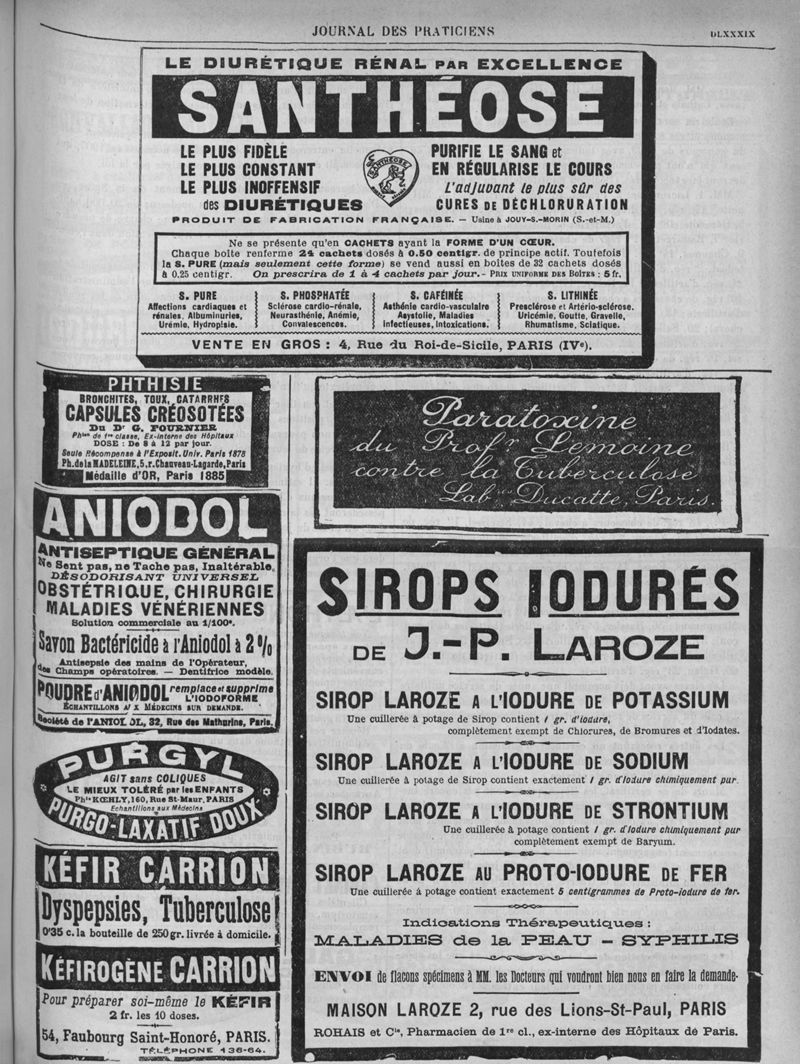 JOURNAL DES PRATICIENS
DLXXXIX
LE DIURÉTIQUE RÉNAL PAR EXCELLENCE
SANTHÉOSE
LE PLUS FIDÈLE
LE PLUS CONSTANT
LE PLUS INOFFENSIF
des DIURÉTIQUES
SANTHÉOSE
PURIFIE LE SANG et
EN RÉGULARISE LE COURS
L'adjuvant le plus sûr des
CURES DE DÉCHLORURATION
PRODUIT DE FABRICATION FRANÇAISE. — Usine à JOUY-S.-MORIN (S.-et-M.)
Ne se présente qu'en CACHETS ayant la FORME D'UN CŒUR.
Chaque boîte renferme 24 cachets dosés à 0.50 centigr. de principe actif. Toutefois
la S. PURE (mais seulement cette forme) se vend aussi en boîtes de 32 cachets dosés
à 0.25 centigr. On prescrira de 1 à 4 cachets par jour. - PRIX UNIFORME DES BOÎTES : 5 fr.
S. PURE
Affections cardiaques et
rénales, Albuminuries,
Urémie, Hydropisie.
S. PHOSPHATÉE
Sclérose cardio-rénale,
Neurasthénie, Anémie,
Convalescences.
S. CAFÉINÉE
Asthénie cardio-vasculaire
Asystolie, Maladies
Infectieuses, Intoxications.
S. LITHINÉE
Presclérose et Artério-sclérose.
Uricémie, Goutte, Gravelle,
Rhumatisme, Sciatique.
VENTE EN GROS : 4, Rue du Roi-de-Sicile, PARIS (IVe).
PHTHISIE
BRONCHITES, TOUX, CATARRHES
CAPSULES CRÉOSOTÉES
Du Dr G. FOURNIER
Phien de 1re classe, Ex-interne des Hôpitaux
DOSE : De 8 à 12 par jour.
Seule Récompense à l'Exposit. Univ. Paris 1878
Ph. de la MADELEINE, 5, r. Chauveau-Lagarde, Paris
Médaille d'OR, Paris 1885
Paratoxine
du Profr Lemoine
contre la Tuberculose
Lab Ducatte, Paris.
ANIODOL
ANTISEPTIQUE GÉNÉRAL
Ne Sent pas, ne Tache pas, Inaltérable.
DÉSODORISANT UNIVERSEL
OBSTÉTRIQUE, CHIRURGIE
MALADIES VÉNÉRIENNES
Solution commerciale au 1/100e.
Savon Bactéricide à l'Aniodol à 2 %
Antisepsie des mains de l'Opérateur,
des Champs opératoires. — Dentifrice modèle.
POUDRE d'ANIODOL remplace et supprime
L'IODOFORME
ÉCHANTILLONS A/X MÉDECINS SUR DEMANDE.
Société de l'ANIOL OL, 32, Rue des Mathurins, Paris.
PURGYL
AGIT sans COLIQUES
LE MIEUX TOLÉRÉ par les ENFANTS
Phie KŒHLY, 160, Rue St-Maur, PARIS
Echantillons aux Médecins
PURGO-LAXATIF DOUX
KÉFIR CARRION
Dyspepsies, Tuberculose
0'35 c. la bouteille de 250 gr. livrée à domicile.
KÉFIROGÈNE CARRION
Pour préparer soi-même le KÉFIR
2 fr. les 10 doses.
54, Faubourg Saint-Honoré, PARIS.
TÉLÉPHONE 136-64.
SIROPS IODURÉS
DE J.-P. LAROZE
SIROP LAROZE A L'IODURE DE POTASSIUM
Une cuillerée à potage de Sirop contient 1 gr. d'iodure,
complètement exempt de Chlorures, de Bromures et d'Iodates.
SIROP LAROZE A L'IODURE DE SODIUM
Une cuillerée à potage de Sirop contient exactement 1 gr. d'Iodure chimiquement pur.
SIROP LAROZE A L'IODURE DE STRONTIUM
Une cuillerée à potage contient 1 gr. d'Iodure chimiquement pur
complètement exempt de Baryum.
SIROP LAROZE AU PROTO-IODURE DE FER
Une cuillerée à potage contient exactement 5 centigrammes de Proto-iodure de fer.
Indications Thérapeutiques :
MALADIES de la PEAU – SYPHILIS
ENVOI de flacons spécimens à MM. les Docteurs qui voudront bien nous en faire la demande-
MAISON LAROZE 2, rue des Lions-St-Paul, PARIS
ROHAIS et Cie, Pharmacien de 1re cl., ex-interne des Hôpitaux de Paris.